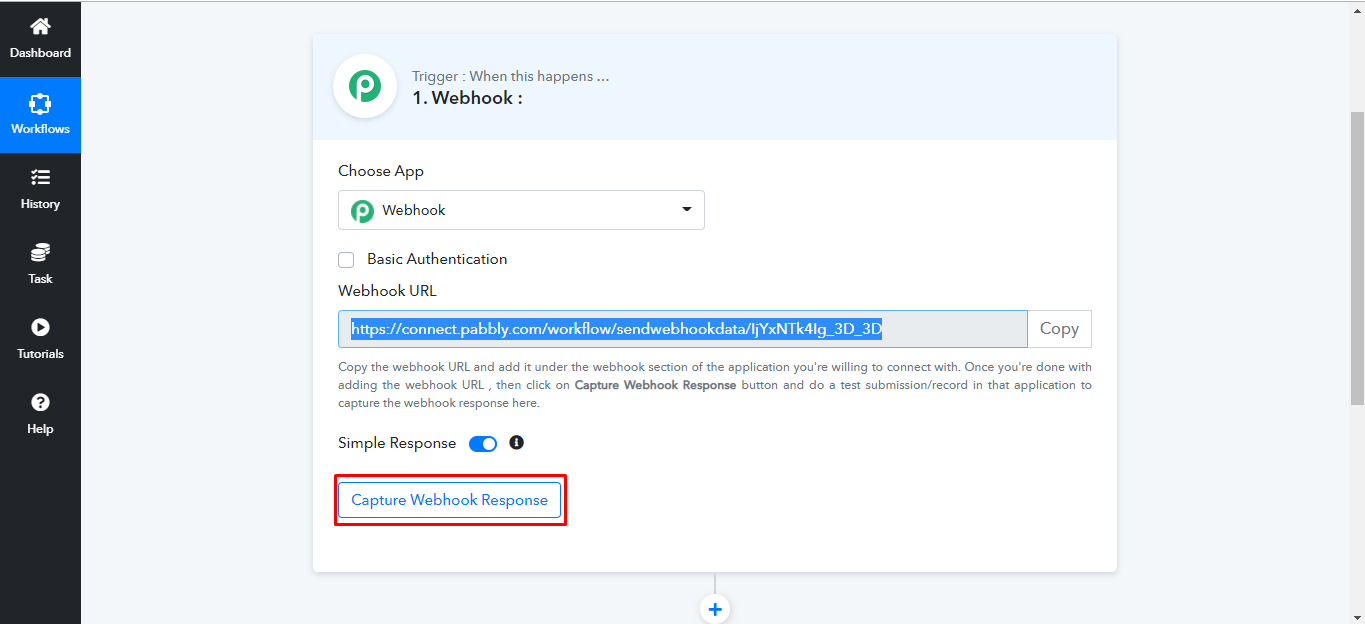 Dashboard
Workflows
History
Task
Tutorials
Help
Trigger : When this happens ...
1. Webhook :
Choose App
Webhook
Basic Authentication
Webhook URL
https://connect.pabbly.com/workflow/sendwebhookdata/IjYxNTk4Ig_3D_3D
Copy
Copy the webhook URL and add it under the webhook section of the application you're willing to connect with. Once you're done with
adding the webhook URL , then click on Capture Webhook Response button and do a test submission/record in that application to
capture the webhook response here.
Simple Response
Capture Webhook Response